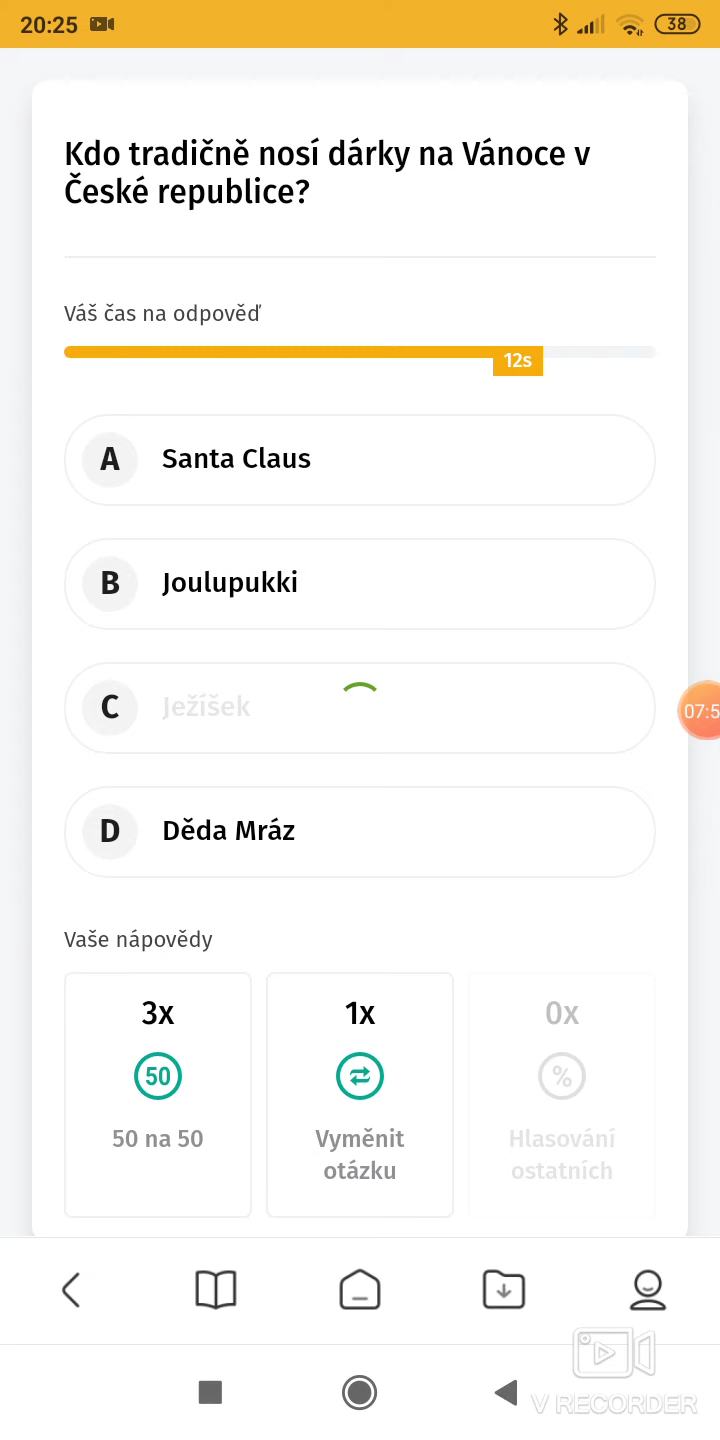 20:25
38
Kdo tradičně nosí dárky na Vánoce v
České republice?
Váš čas na odpověď
12s
A Santa Claus
B Joulupukki
C Ježíšek
07:5
D Děda Mráz
Vaše nápovědy
3x
1x
0x
50
%
50 na 50
Vyměnit
otázku
Hlasování
ostatních
V RECORDER